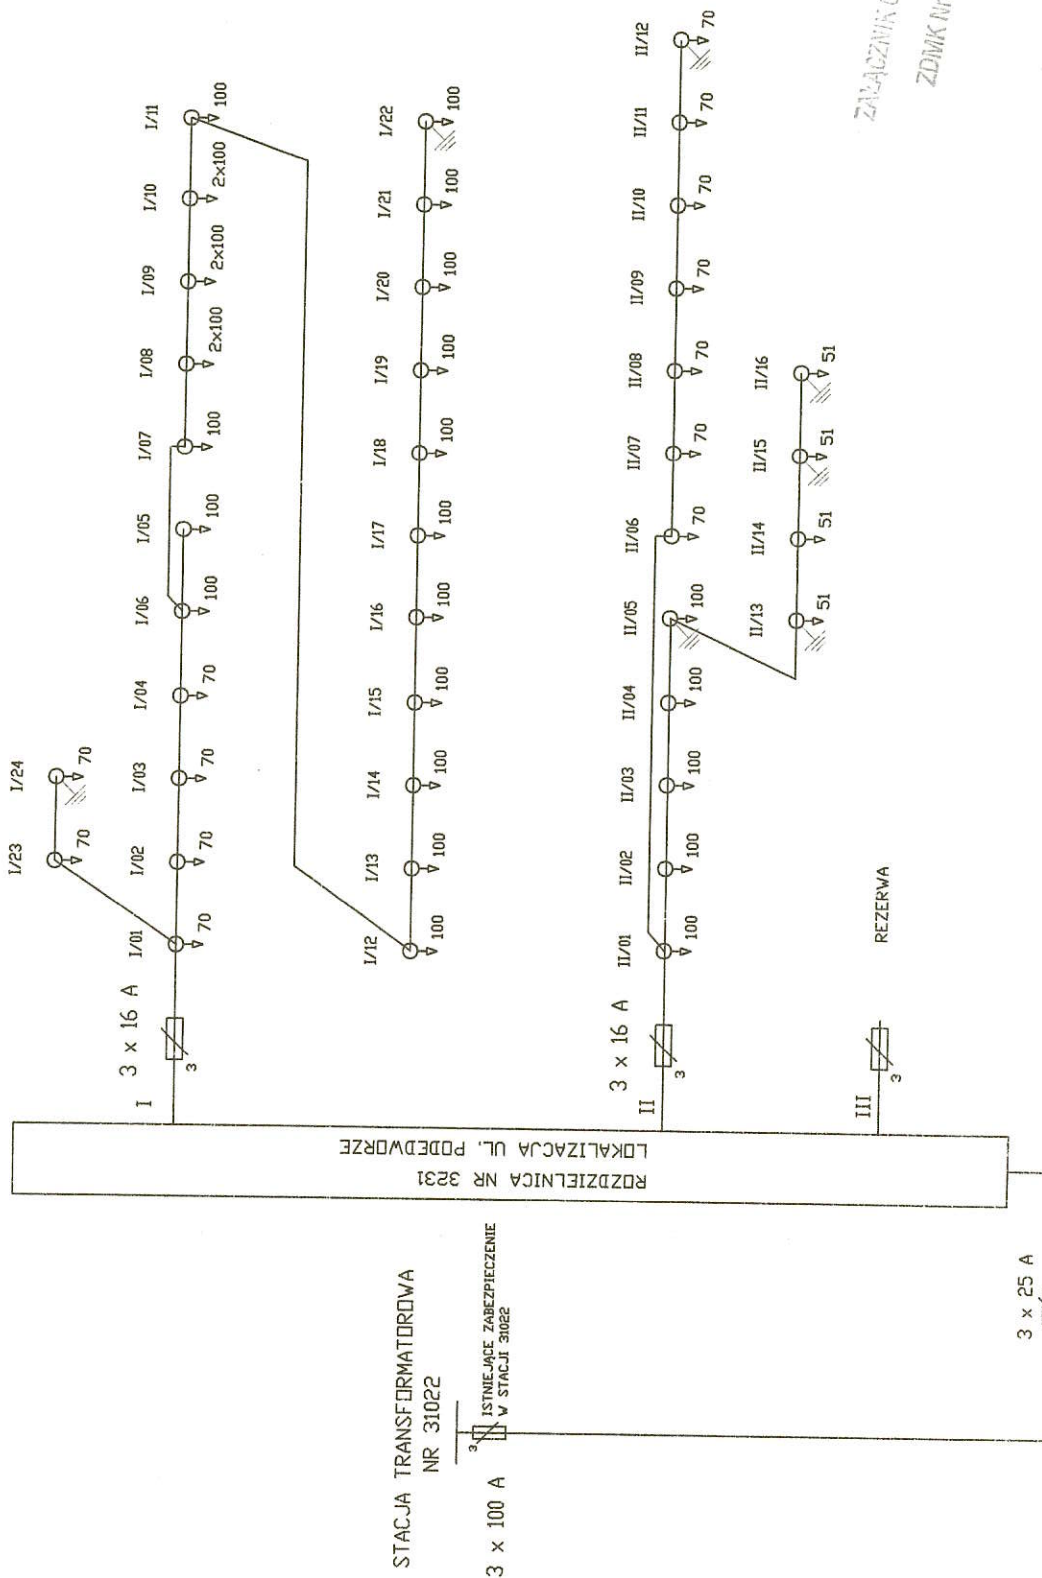 I/23
I/24
70
70
I/01
I/02
I/03
I/04
I/06
I/05
I/07
I/08
I/09
I/10
I/11
70
70
70
70
100
100
100
2x100
2x100
2x100
100
I/12
I/13
I/14
I/15
I/16
I/17
I/18
I/19
I/20
I/21
I/22
100
100
100
100
100
100
100
100
100
100
100
II/01
II/02
II/03
II/04
II/05
II/06
II/07
II/08
II/09
II/10
II/11
II/12
100
100
100
100
100
70
70
70
70
70
70
70
II/13
II/14
II/15
II/16
51
51
51
51
I
3 x 16 A
3
II
3 x 16 A
3
III
3
REZERWA
ROZDZIELNICA NR 3231
LOKALIZACJA UL. PODEDWORZE
STACJA TRANSFORMATOROWA
NR 31022
3
ISTNIEJĄCE ZABEZPIECZENIE
W STACJI 31022
3 x 100 A
3 x 25 A
ZAŁĄCZNIK
ZDMK Nr